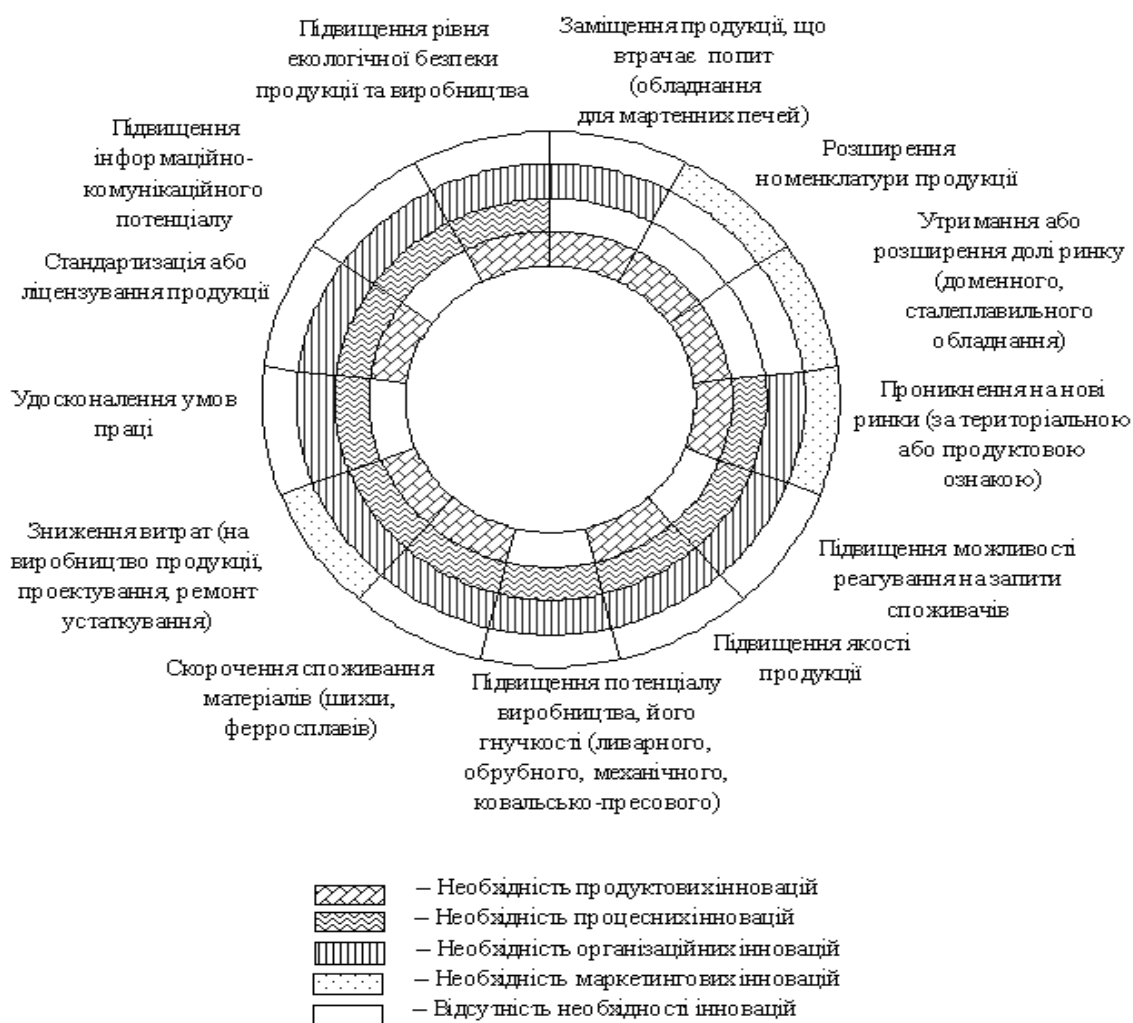 Підвищення рівня
екологічної безпеки
продукції та виробництва
Заміщення продукції, що
втрачає попит
(обладнання
для мартенних печей)
Розширення
номенклатури продукції
Утримання або
розширення долі ринку
(доменного,
сталеплавильного
обладнання)
Проникнення на нові
ринки (за територіальною
або продуктовою
ознакою)
Підвищення можливості
реагування на запити
споживачів
Підвищення якості
продукції
Підвищення потенціалу
виробництва, його
гнучкості (ливарного,
обрубного, механічного,
ковальсько-пресового)
Скорочення споживання
матеріалів (шихти,
ферросплавів)
Зниження витрат (на
виробництво продукції,
проектування, ремонт
устаткування)
Удосконалення умов
праці
Стандартизація або
ліцензування продукції
Підвищення
інформаційно-
комунікаційного
потенціалу
– Необхідність продуктових інновацій
– Необхідність процесних інновацій
– Необхідність організаційних інновацій
– Необхідність маркетингових інновацій
– Відсутність необхідності інновацій